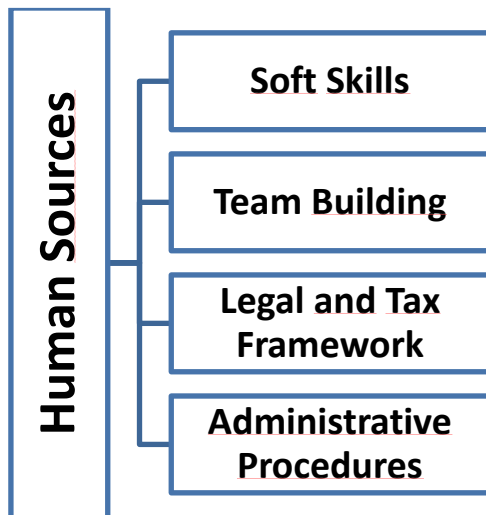 Human Sources
Soft Skills
Team Building
Legal and Tax
Framework
Administrative
Procedures